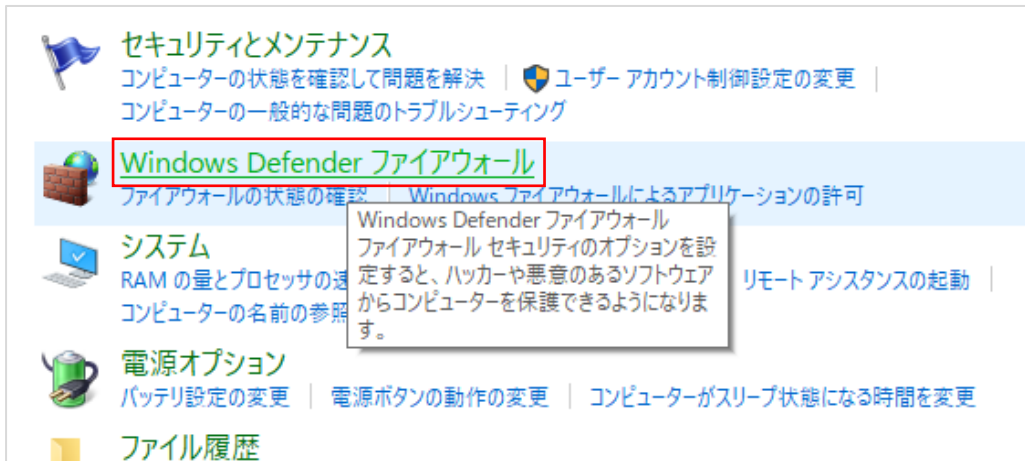 セキュリティとメンテナンス
コンピューターの状態を確認して問題を解決 ユーザー アカウント制御設定の変更
コンピューターの一般的な問題のトラブルシューティング
Windows Defender ファイアウォール
ファイアウォールの状態の確認 Windows ファイアウォールによるアプリケーションの許可
Windows Defender ファイアウォール
ファイアウォール セキュリティのオプションを設
定すると、ハッカーや悪意のあるソフトウェア
からコンピューターを保護できるようになりま
す。
システム
RAM の量とプロセッサの速 リモート アシスタンスの起動
コンピューターの名前の参照
電源オプション
バッテリ設定の変更 電源ボタンの動作の変更 コンピューターがスリープ状態になる時間を変更
ファイル履歴